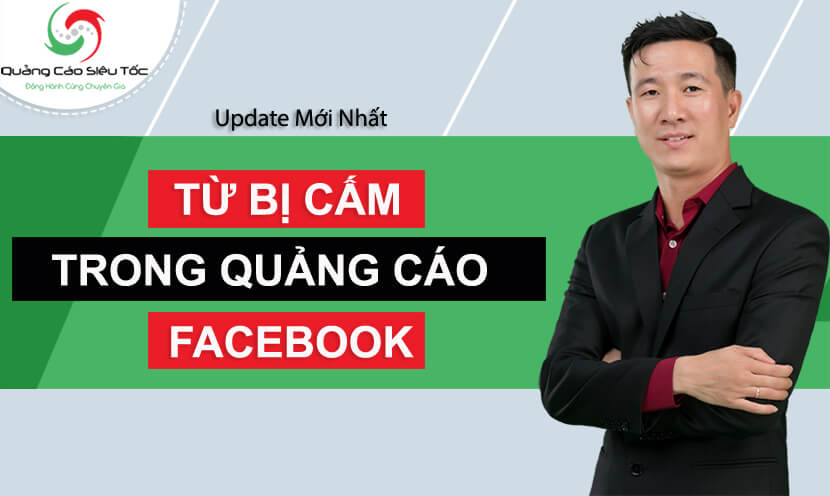 Quảng Cáo Siêu Tốc
Đồng Hành Cùng Chuyên Gia
Update Mới Nhất
TỪ BỊ CẤM
TRONG QUẢNG CÁO
FACEBOOK